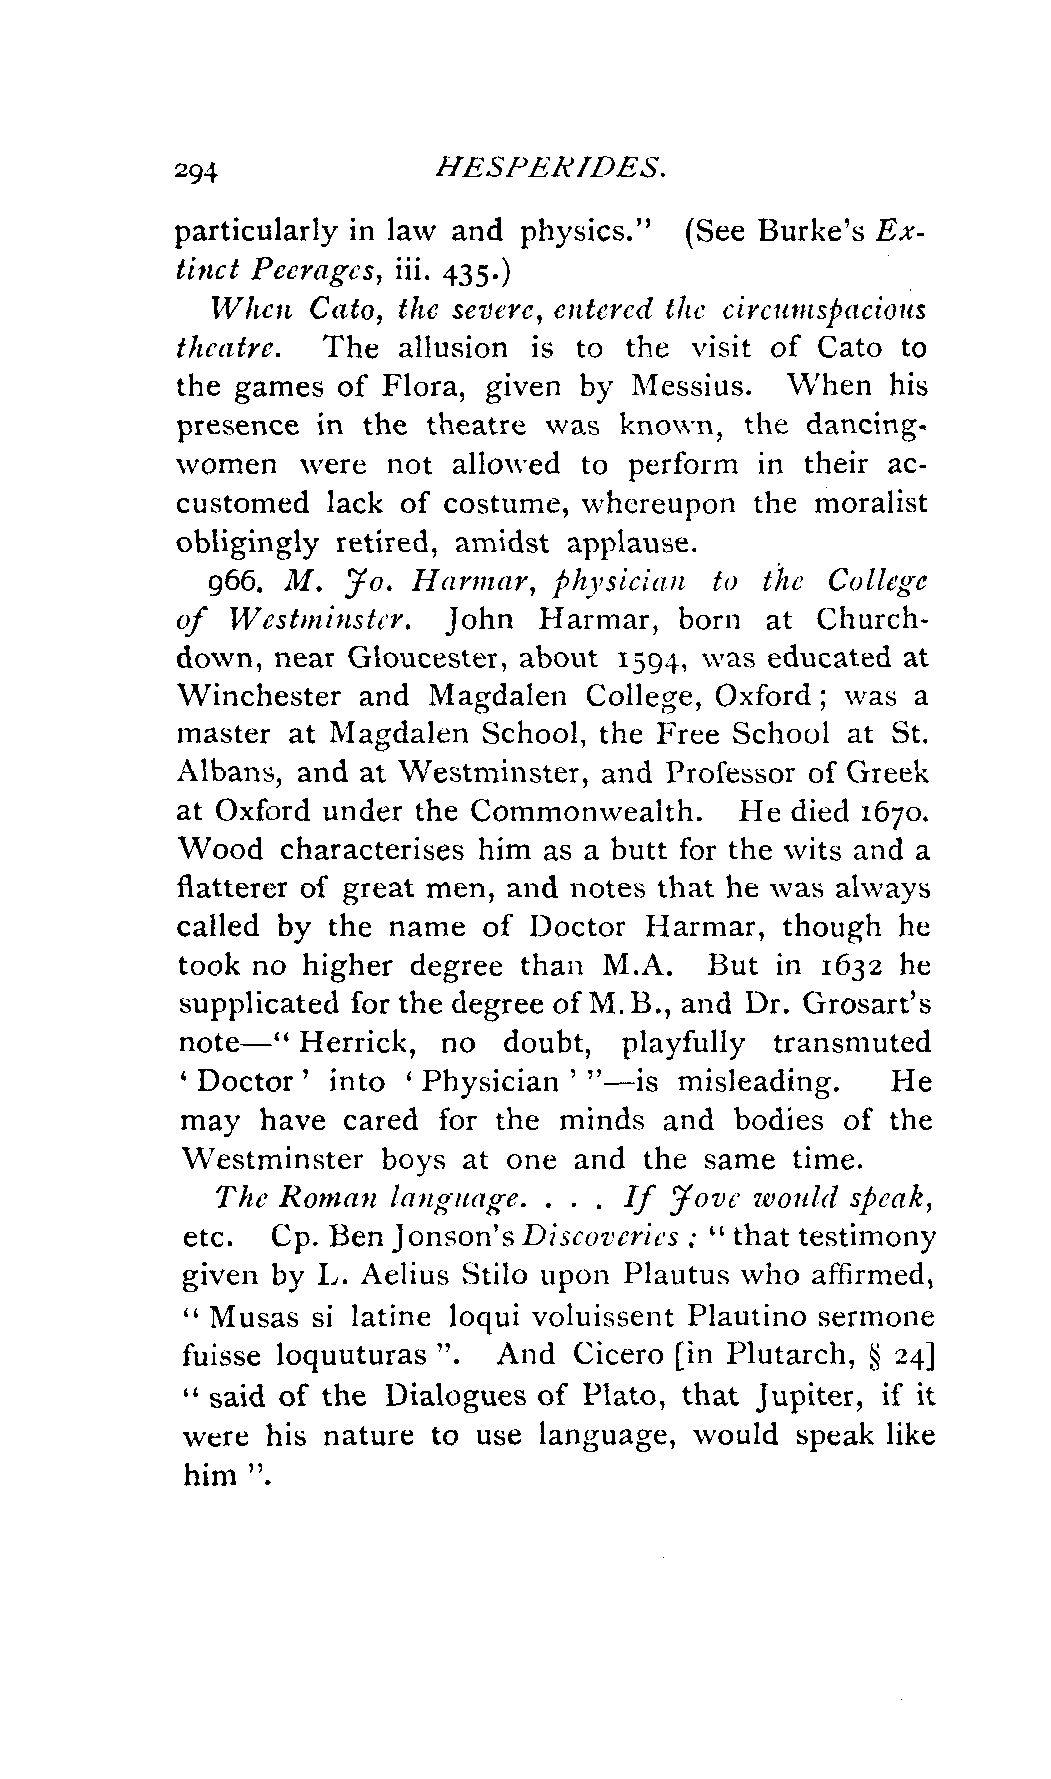 294 HESPERIDES.
particularly in law and physics." (See Burke's Ex-
tinct Peerages, iii. 435.)
When Cato, the severe, entered the circumspacious
theatre. The allusion is to the visit of Cato to
the games of Flora, given by Messius. When his
presence in the theatre was known, the dancing-
women were not allowed to perform in their ac-
customed lack of costume, whereupon the moralist
obligingly retired, amidst applause.
966. M. Jo. Harmar, physician to the College
of Westminster. John Harmar, born at Church-
down, near Gloucester, about 1594, was educated at
Winchester and Magdalen College, Oxford; was a
master at Magdalen School, the Free School at St.
Albans, and at Westminster, and Professor of Greek
at Oxford under the Commonwealth. He died 1670.
Wood characterises him as a butt for the wits and a
flatterer of great men, and notes that he was always
called by the name of Doctor Harmar, though he
took no higher degree than M.A. But in 1632 he
supplicated for the degree of M.B., and Dr. Grosart's
note—" Herrick, no doubt, playfully transmuted
' Doctor ' into ' Physician ' "—is misleading. He
may have cared for the minds and bodies of the
Westminster boys at one and the same time.
The Roman language. . . . If Jove would speak,
etc. Cp. Ben Jonson's Discoveries : " that testimony
given by L. Aelius Stilo upon Plautus who affirmed,
" Musas si latine loqui voluissent Plautino sermone
fuisse loquuturas ". And Cicero [in Plutarch, § 24]
" said of the Dialogues of Plato, that Jupiter, if it
were his nature to use language, would speak like
him ".